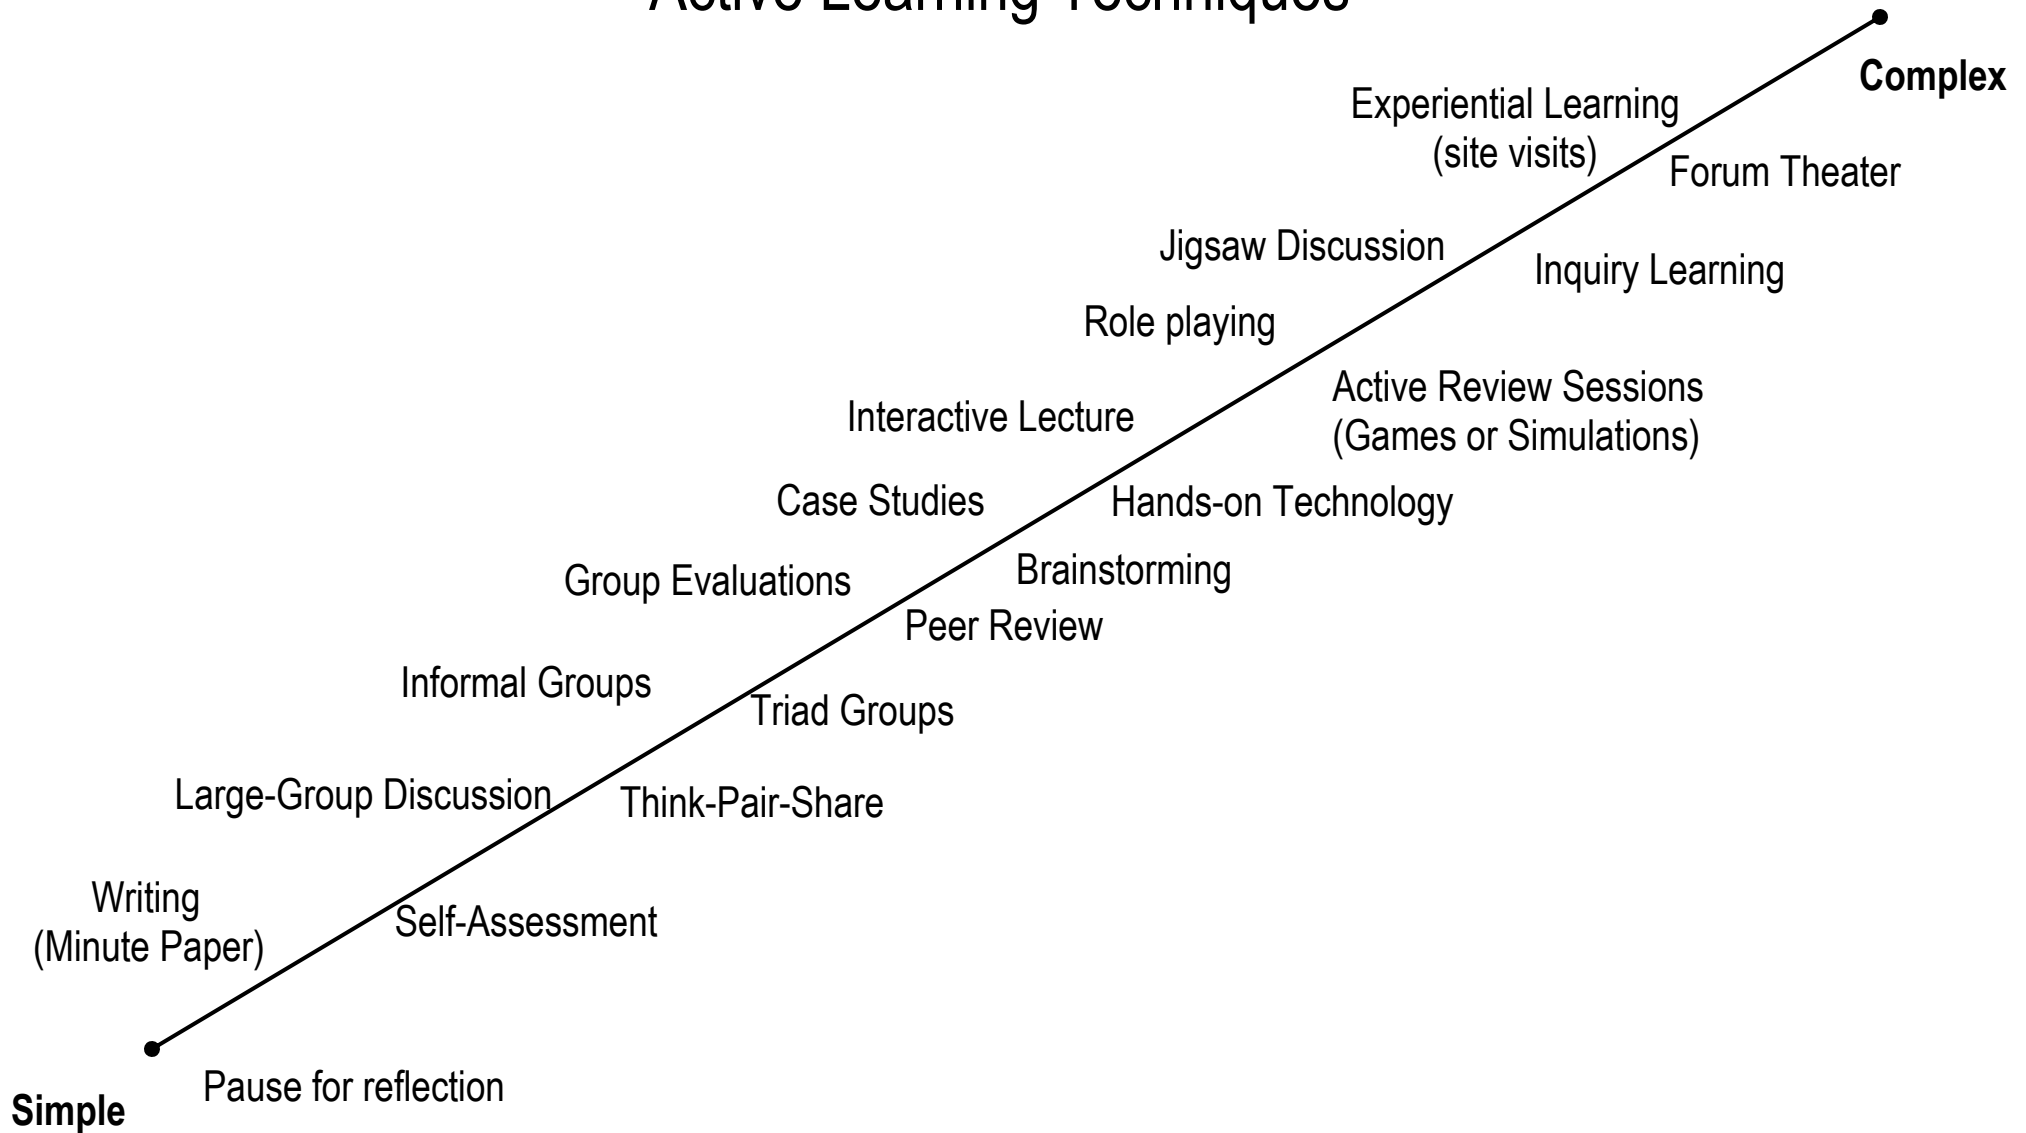 Active Learning Techniques
Complex
Experiential Learning
(site visits)
Forum Theater
Jigsaw Discussion
Inquiry Learning
Role playing
Active Review Sessions
(Games or Simulations)
Interactive Lecture
Case Studies
Hands-on Technology
Brainstorming
Group Evaluations
Peer Review
Informal Groups
Triad Groups
Large-Group Discussion
Think-Pair-Share
Writing
(Minute Paper)
Self-Assessment
Pause for reflection
Simple